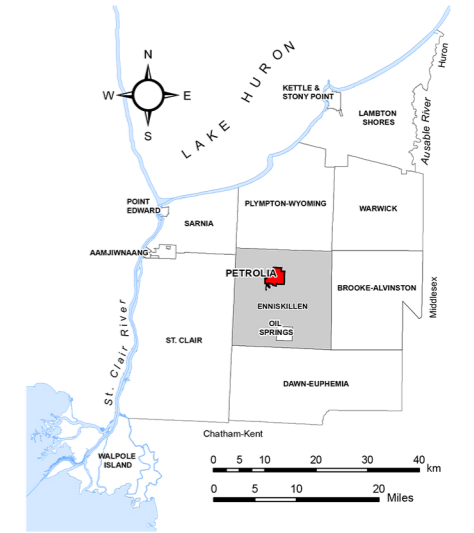 N
W E
S
LAKE HURON
KETTLE &
STONY POINT
LAMBTON
SHORES
Huron
Ausable River
POINT
EDWARD
SARNIA
PLYMPTON-WYOMING
WARWICK
AAMJIWNAANG
PETROLIA
ENNISKILLEN
OIL
SPRINGS
BROOKE-ALVINSTON
Middlesex
St. Clair River
ST. CLAIR
DAWN-EUPHEMIA
Chatham-Kent
WALPOLE
ISLAND
0 5 10 20 30 40
km
0 5 10 20
Miles